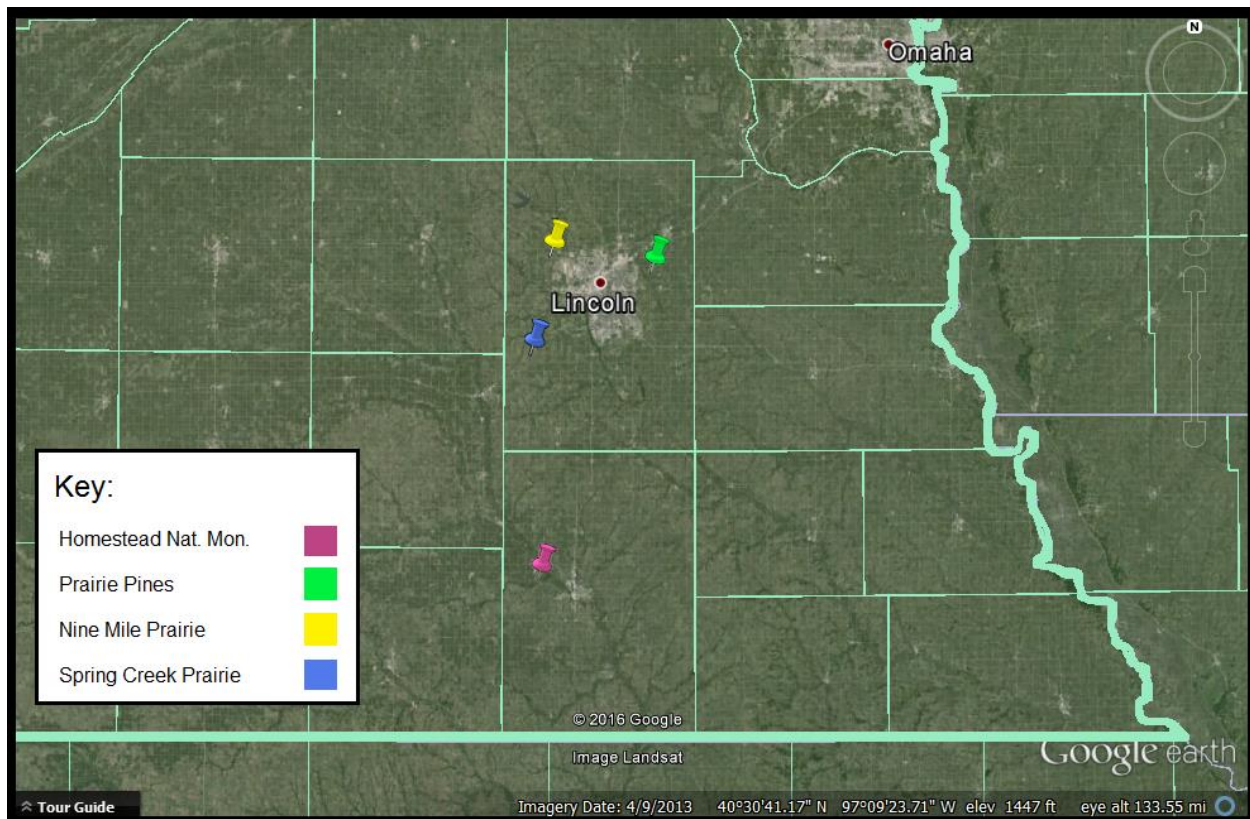 N
Omaha
Lincoln
Key:
Homestead Nat. Mon.
Prairie Pines
Nine Mile Prairie
Spring Creek Prairie
© 2016 Google
Image Landsat
Google earth
Tour Guide
Imagery Date: 4/9/2013 40°30'41.17" N 97°09'23.71" W elev 1447 ft eye alt 133.55 mi